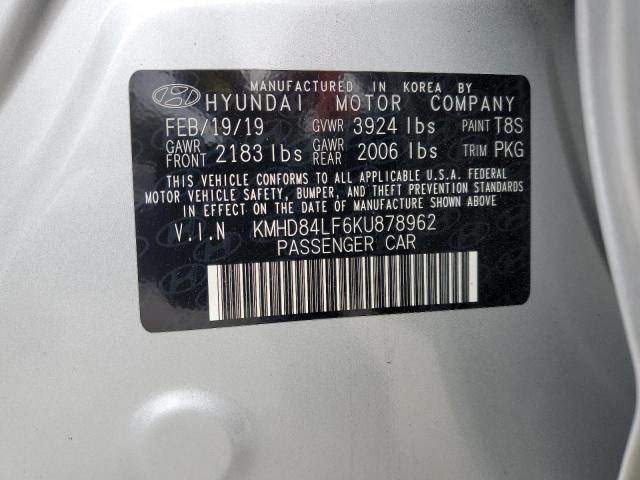 MANUFACTURED IN KOREA BY
HYUNDAI MOTOR COMPANY
FEB/19/19 GVWR 3924 lbs PAINT T8S
GAWR FRONT 2183 lbs GAWR REAR 2006 lbs TRIM PKG
THIS VEHICLE CONFORMS TO ALL APPLICABLE U.S.A. FEDERAL
MOTOR VEHICLE SAFETY, BUMPER, AND THEFT PREVENTION STANDARDS
IN EFFECT ON THE DATE OF MANUFACTURE SHOWN ABOVE
V.I.N KMHD84LF6KU878962
PASSENGER CAR